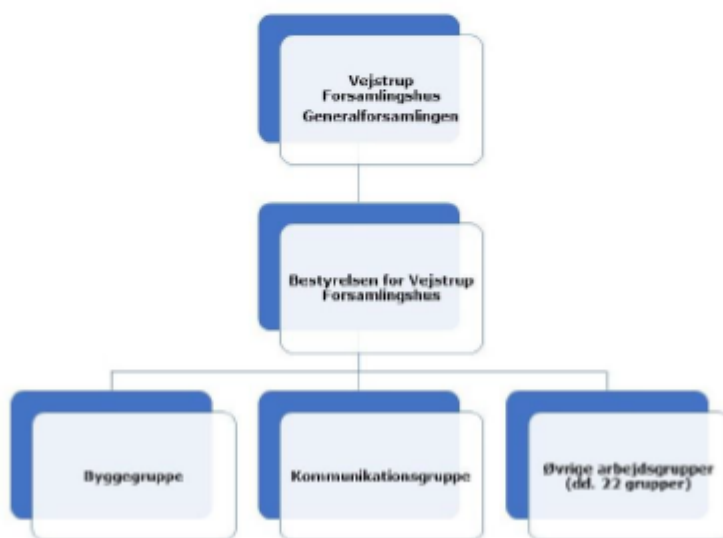 Vejstrup
Forsamlingshus
Generalforsamlingen
Bestyrelsen for Vejstrup
Forsamlingshus
Byggegruppe
Kommunikationsgruppe
Øvrige arbejdsgrupper
(dd. 22 grupper)